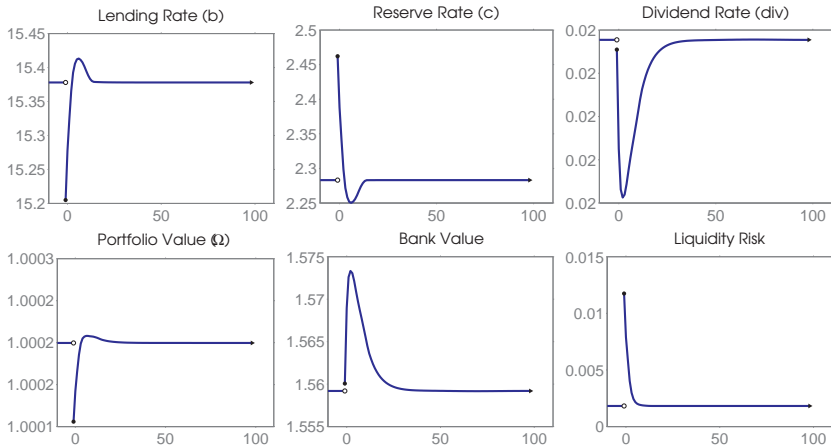 Lending Rate (b)
15.45
15.4
15.35
15.3
15.25
15.2
0 50 100
Reserve Rate (c)
2.5
2.45
2.4
2.35
2.3
2.25
0 50 100
Dividend Rate (div)
0.02
0.02
0.02
0.02
0.02
0 50 100
Portfolio Value (Ω)
1.0003
1.0002
1.0002
1.0002
1.0001
0 50 100
Bank Value
1.575
1.57
1.565
1.56
1.555
0 50 100
Liquidity Risk
0.015
0.01
0.005
0
0 50 100